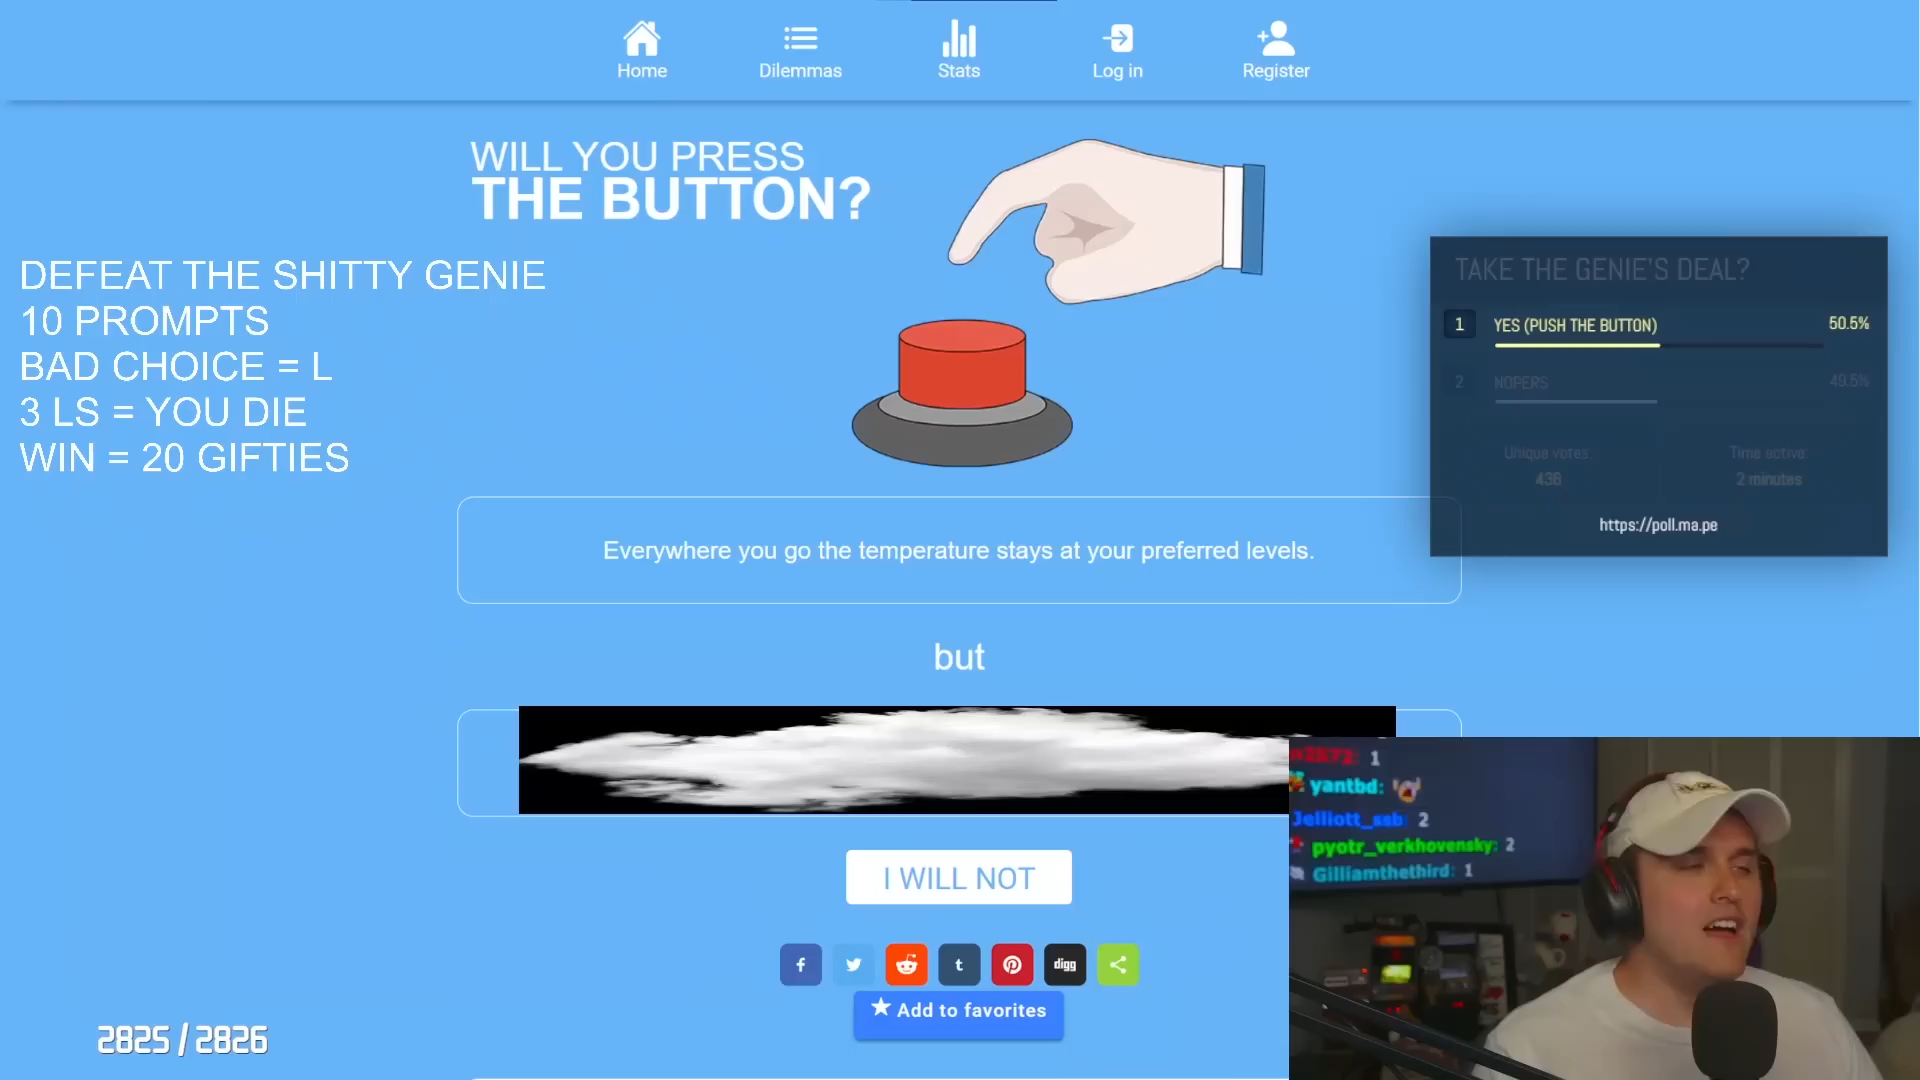 Home
Dilemmas
Stats
Log in
Register
WILL YOU PRESS
THE BUTTON?
DEFEAT THE SHITTY GENIE
10 PROMPTS
BAD CHOICE = L
3 LS = YOU DIE
WIN = 20 GIFTIES
TAKE THE GENIE'S DEAL?
1 YES (PUSH THE BUTTON) 50.5%
2 NOPERS 49.5%
Unique votes: Time active:
436 2 minutes
https://poll.ma.pe
Everywhere you go the temperature stays at your preferred levels.
but
1
yantbd:
Jelliott_ssb: 2
pyotr_verkhovensky: 2
Gilliamthethird: 1
I WILL NOT
digg
Add to favorites
2825 / 2826